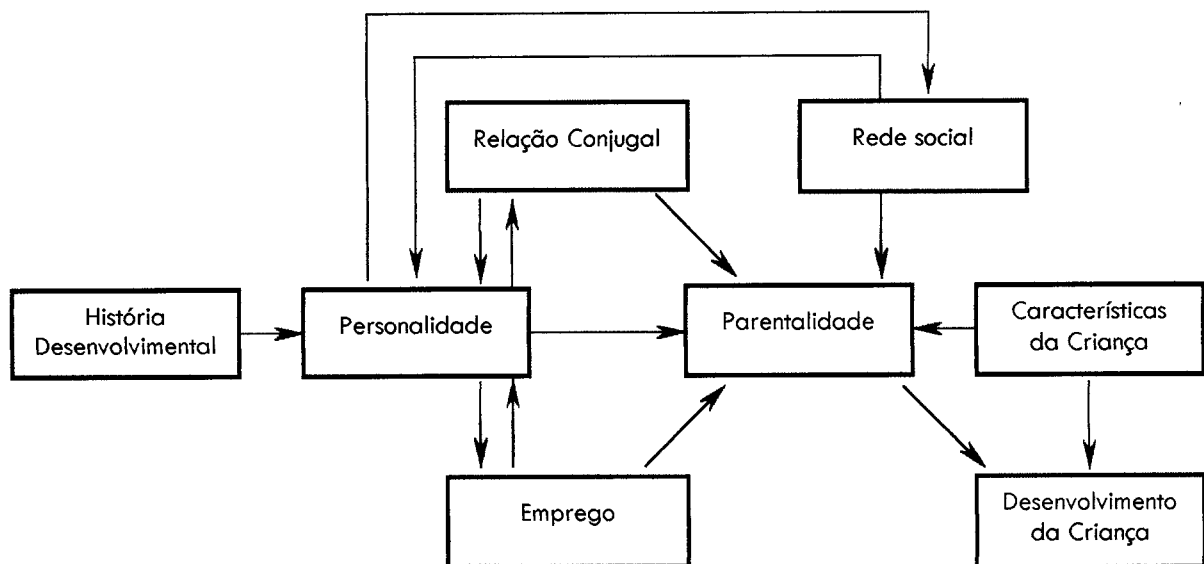 Relação Conjugal
Rede social
História
Desenvolvimental
Personalidade
Parentalidade
Características
da Criança
Emprego
Desenvolvimento
da Criança